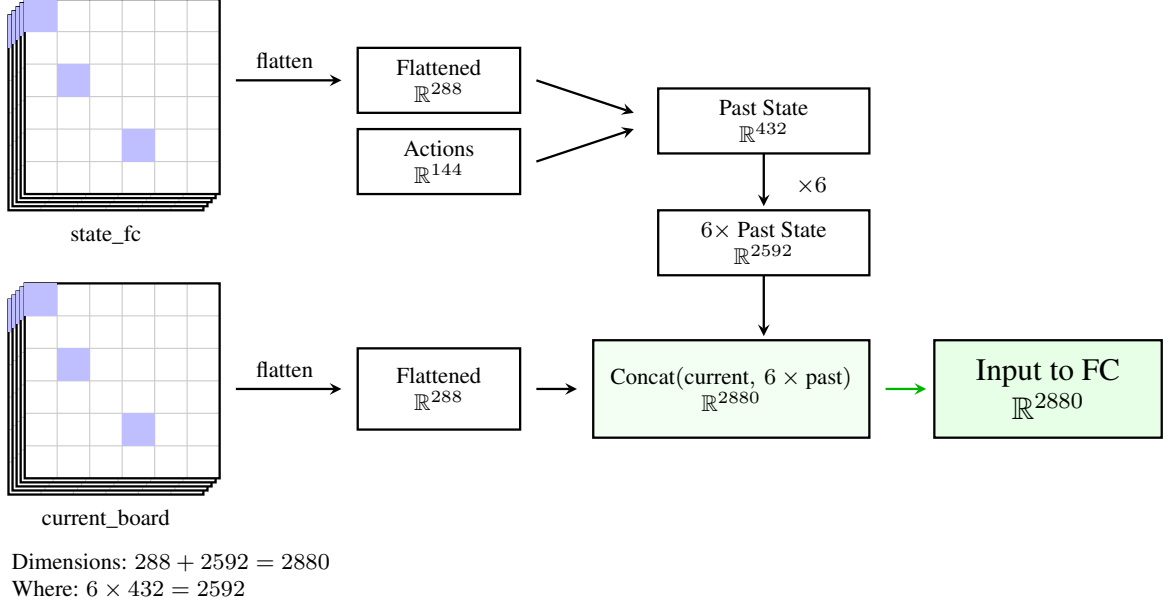 flatten
Flattened
ℝ^288
Actions
ℝ^144
Past State
ℝ^432
×6
6× Past State
ℝ^2592
state_fc
flatten
Flattened
ℝ^288
Concat(current, 6 × past)
ℝ^2880
Input to FC
ℝ^2880
current_board
Dimensions: 288 + 2592 = 2880
Where: 6 × 432 = 2592